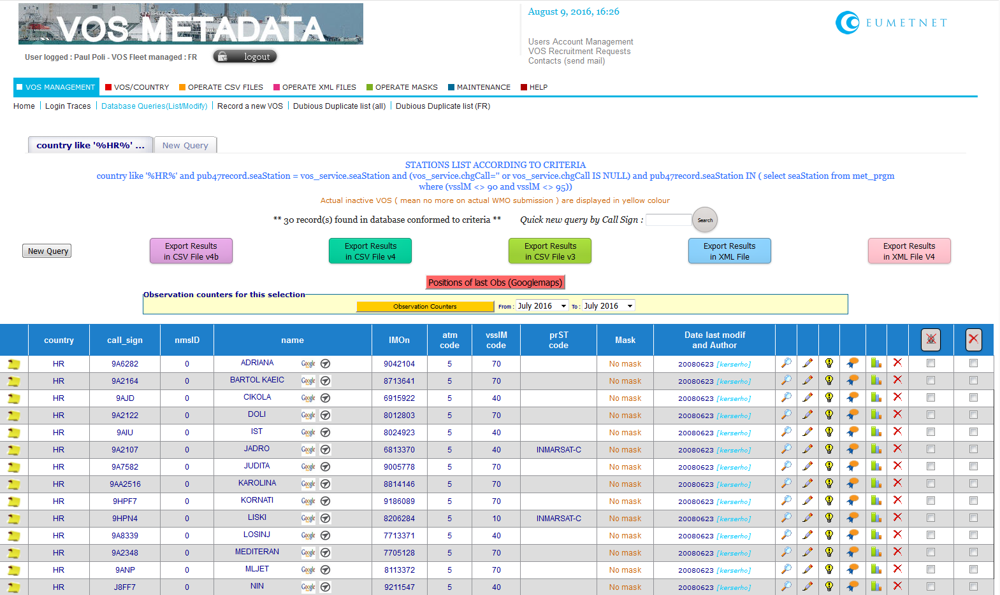 VOS METADATA
August 9, 2016, 16:26
EUMETNET
Users Account Management
VOS Recruitment Requests
Contacts (send mail)
User logged : Paul Poli - VOS Fleet managed : FR
logout
VOS MANAGEMENT VOS/COUNTRY OPERATE CSV FILES OPERATE XML FILES OPERATE MASKS MAINTENANCE HELP
Home Login Traces Database Queries(List/Modify) Record a new VOS Dubious Duplicate list (all) Dubious Duplicate list (FR)
country like '%HR%' ... New Query
STATIONS LIST ACCORDING TO CRITERIA
country like '%HR%' and pub47record.seaStation = vos_service.seaStation and (vos_service.chgCall='' or vos_service.chgCall IS NULL) and pub47record.seaStation IN ( select seaStation from met_prgm
where (vsslM <> 90 and vsslM <> 95))
Actual inactive VOS ( mean no more on actual WMO submission ) are displayed in yellow colour
** 30 record(s) found in database conformed to criteria ** Quick new query by Call Sign : Search
New Query
Export Results
in CSV File v4b
Export Results
in CSV File v4
Export Results
in CSV File v3
Export Results
in XML File
Export Results
in XML File V4
Positions of last Obs (Googlemaps)
Observation counters for this selection
Observation Counters From : July 2016 To : July 2016
country call_sign nmsID name IMOn atm code vsslM code prST code Mask Date last modif and Author
HR 9A6282 0 ADRIANA Google 9042104 5 70 No mask 20080623 [kerserho]
HR 9A2164 0 BARTOL KAEIC Google 8713641 5 70 No mask 20080623 [kerserho]
HR 9AJD 0 CIKOLA Google 6915922 5 40 No mask 20080623 [kerserho]
HR 9A2122 0 DOLI Google 8012803 5 70 No mask 20080623 [kerserho]
HR 9AIU 0 IST Google 8024923 5 40 No mask 20080623 [kerserho]
HR 9A2107 0 JADRO Google 6813370 5 40 INMARSAT-C No mask 20080623 [kerserho]
HR 9A7582 0 JUDITA Google 9005778 5 70 No mask 20080623 [kerserho]
HR 9AA2516 0 KAROLINA Google 8814146 5 70 No mask 20080623 [kerserho]
HR 9HPF7 0 KORNATI Google 9186089 5 70 No mask 20080623 [kerserho]
HR 9HPN4 0 LISKI Google 8206284 5 10 INMARSAT-C No mask 20080623 [kerserho]
HR 9A8339 0 LOSINJ Google 7713371 5 40 No mask 20080623 [kerserho]
HR 9A2348 0 MEDITERAN Google 7705128 5 70 No mask 20080623 [kerserho]
HR 9ANP 0 MLJET Google 8113372 5 70 No mask 20080623 [kerserho]
HR J8FF7 0 NIN Google 9211547 5 40 No mask 20080623 [kerserho]